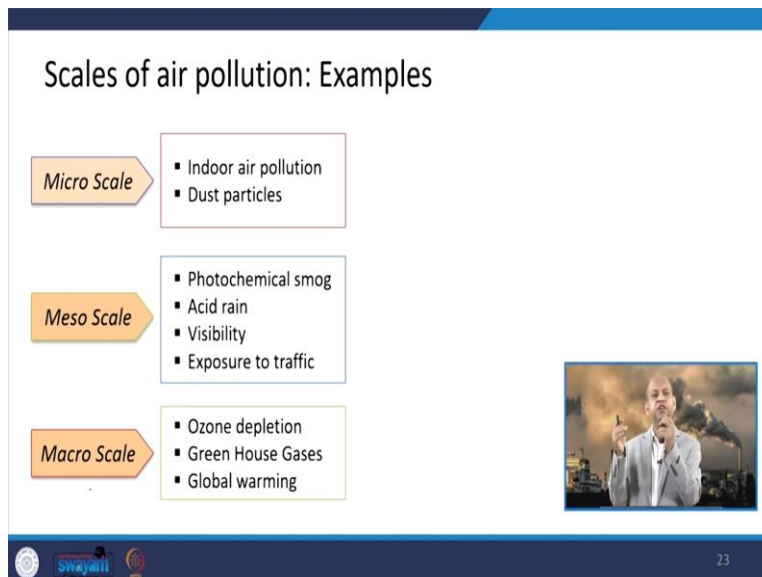 Scales of air pollution: Examples
Micro Scale
▪ Indoor air pollution
▪ Dust particles
Meso Scale
▪ Photochemical smog
▪ Acid rain
▪ Visibility
▪ Exposure to traffic
Macro Scale
▪ Ozone depletion
▪ Green House Gases
▪ Global warming
swayam
23